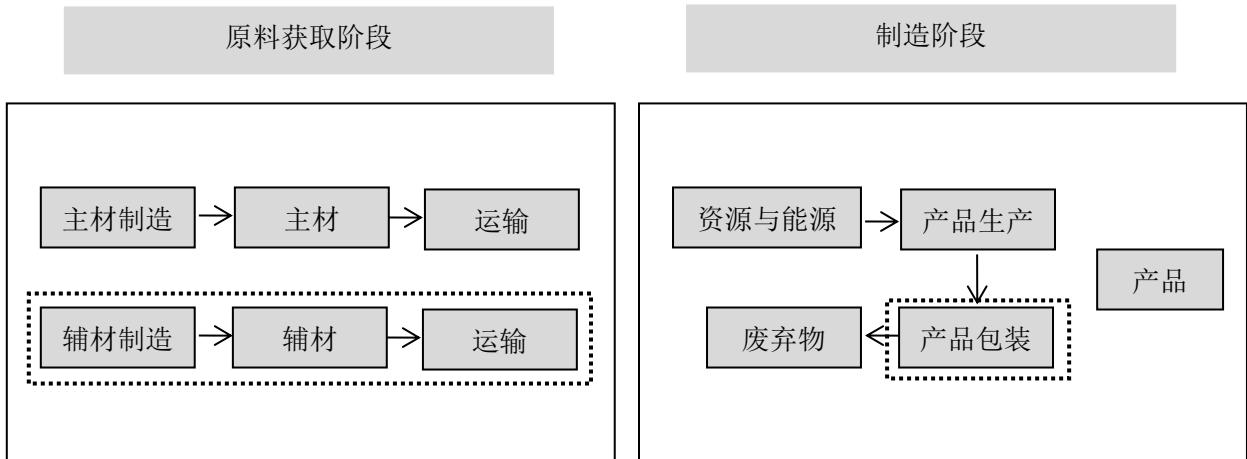 原料获取阶段
制造阶段
主材制造
主材
运输
辅材制造
辅材
运输
资源与能源
产品生产
产品
废弃物
产品包装